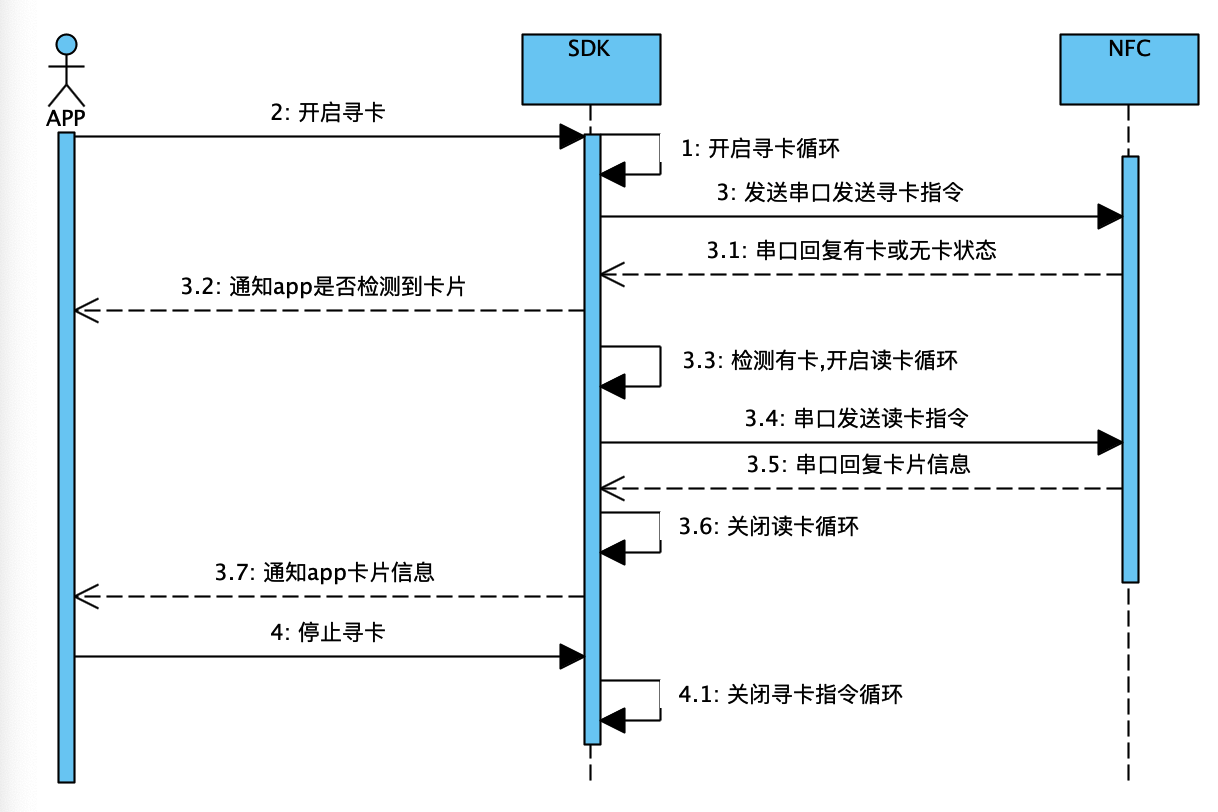 SDK
NFC
APP
2: 开启寻卡
1: 开启寻卡循环
3: 发送串口发送寻卡指令
3.1: 串口回复有卡或无卡状态
3.2: 通知app是否检测到卡片
3.3: 检测有卡,开启读卡循环
3.4: 串口发送读卡指令
3.5: 串口回复卡片信息
3.6: 关闭读卡循环
3.7: 通知app卡片信息
4: 停止寻卡
4.1: 关闭寻卡指令循环